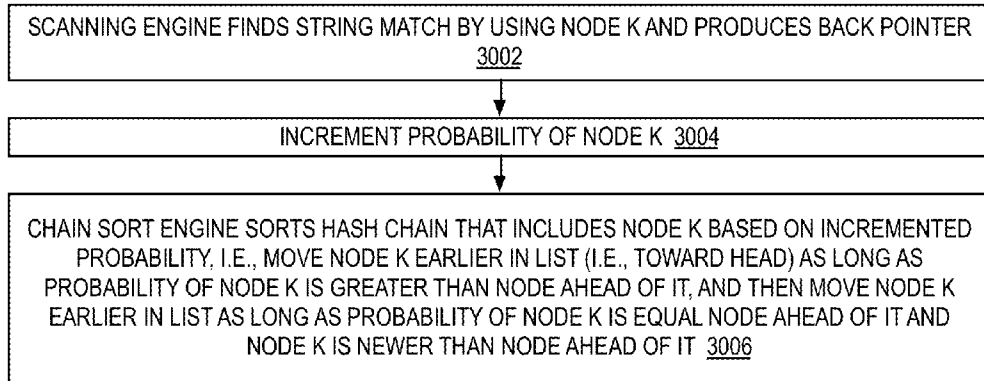 SCANNING ENGINE FINDS STRING MATCH BY USING NODE K AND PRODUCES BACK POINTER
3002
INCREMENT PROBABILITY OF NODE K 3004
CHAIN SORT ENGINE SORTS HASH CHAIN THAT INCLUDES NODE K BASED ON INCREMENTED
PROBABILITY, I.E., MOVE NODE K EARLIER IN LIST (I.E., TOWARD HEAD) AS LONG AS
PROBABILITY OF NODE K IS GREATER THAN NODE AHEAD OF IT, AND THEN MOVE NODE K
EARLIER IN LIST AS LONG AS PROBABILITY OF NODE K IS EQUAL NODE AHEAD OF IT AND
NODE K IS NEWER THAN NODE AHEAD OF IT 3006